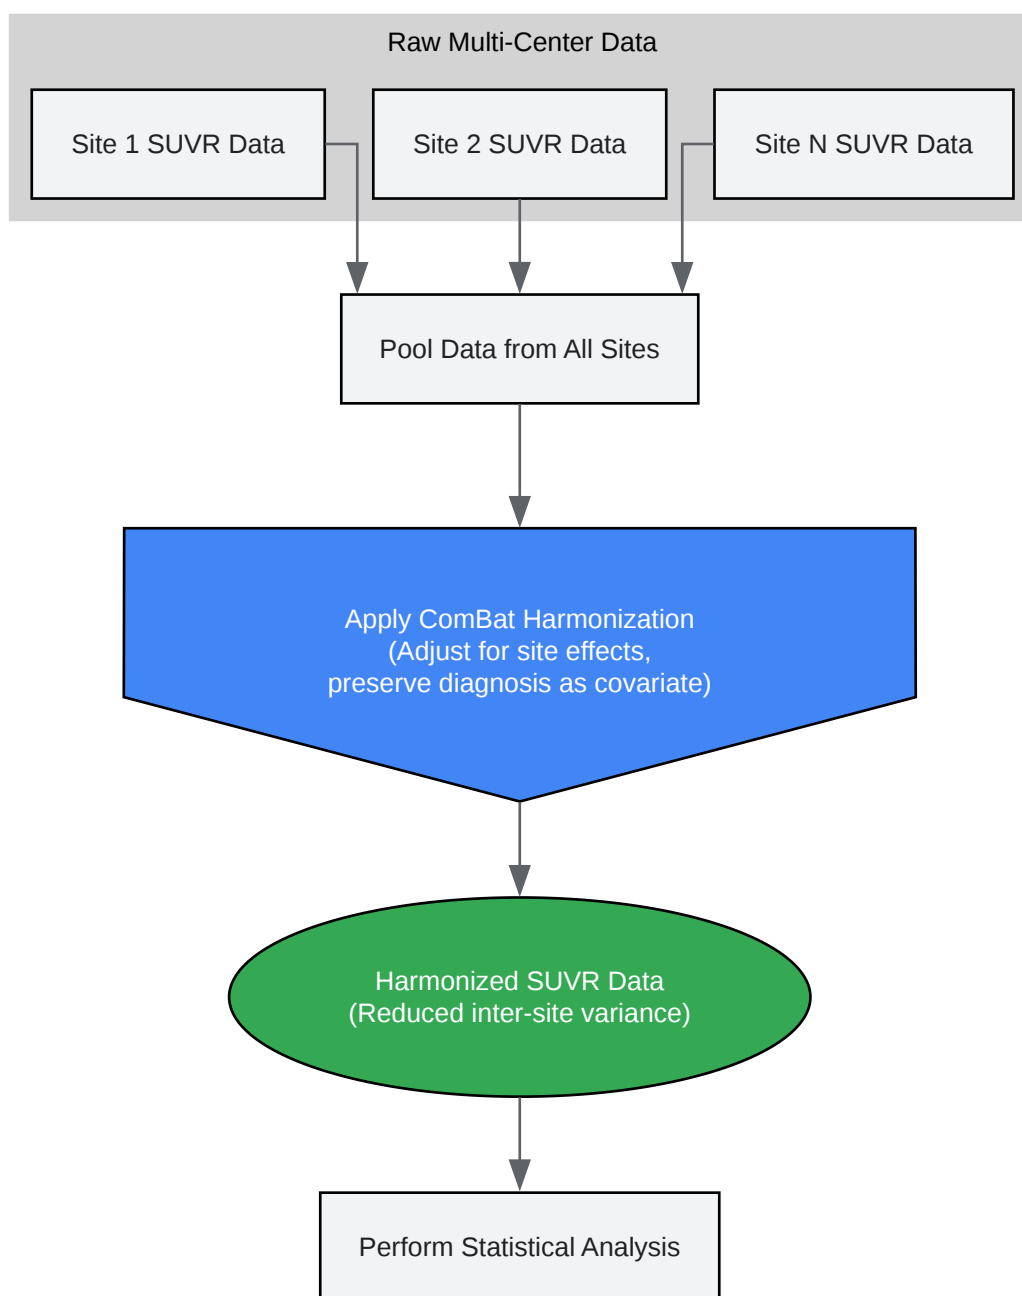 Raw Multi-Center Data
Site 1 SUVR Data
Site 2 SUVR Data
Site N SUVR Data
Pool Data from All Sites
Apply ComBat Harmonization
(Adjust for site effects,
preserve diagnosis as covariate)
Harmonized SUVR Data
(Reduced inter-site variance)
Perform Statistical Analysis